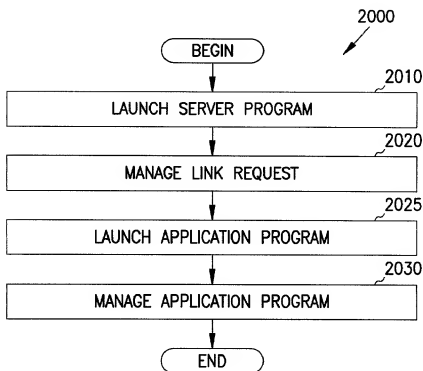 2000
BEGIN
2010
LAUNCH SERVER PROGRAM
2020
MANAGE LINK REQUEST
2025
LAUNCH APPLICATION PROGRAM
2030
MANAGE APPLICATION PROGRAM
END